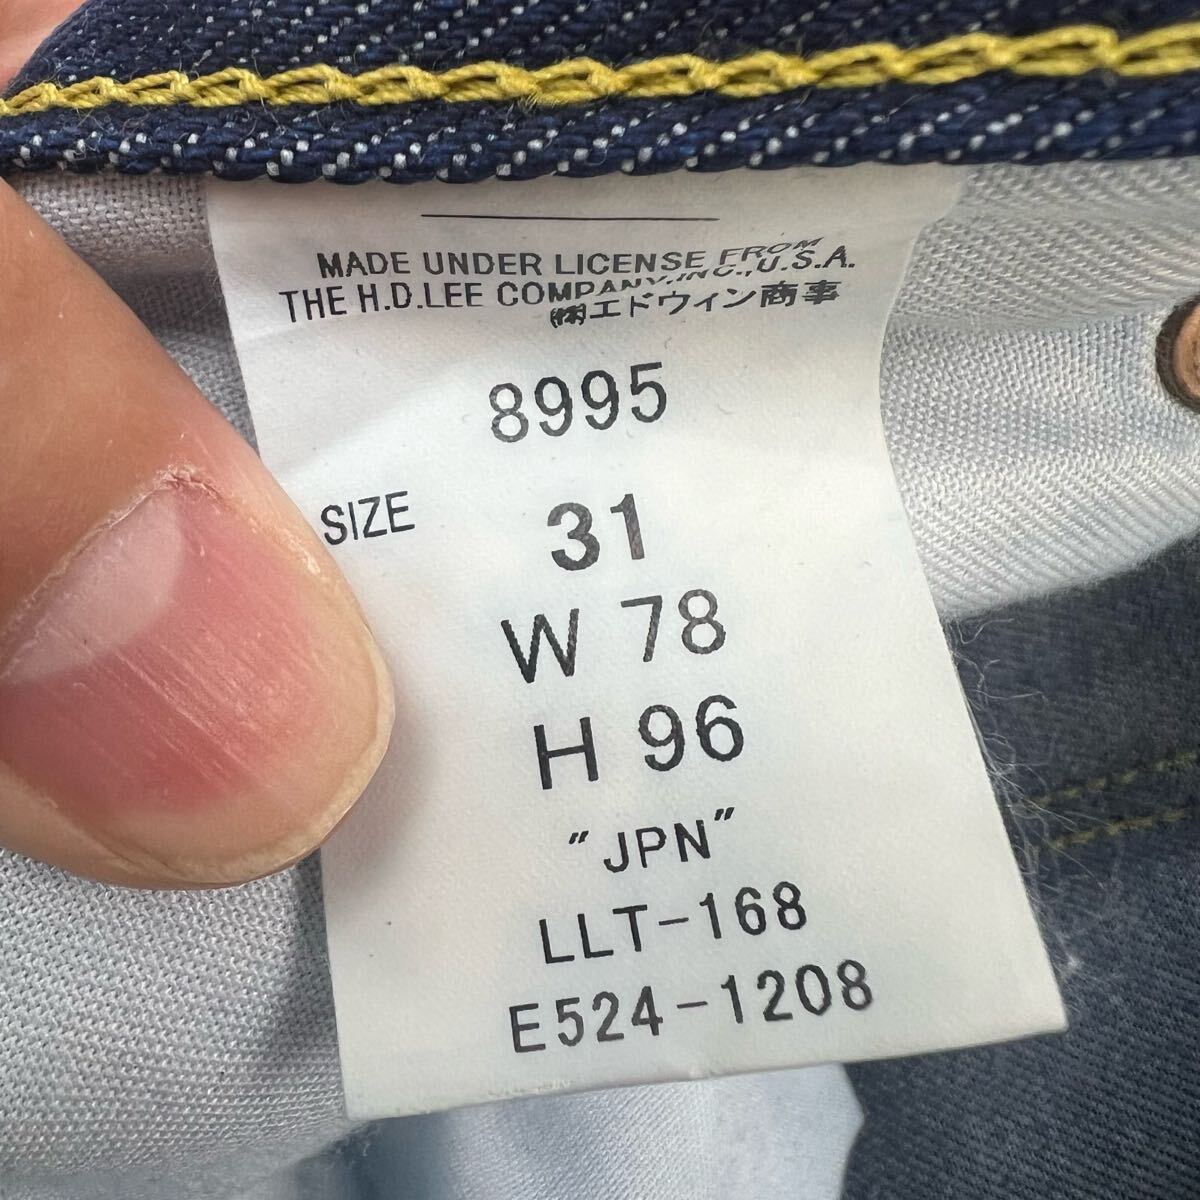 MADE UNDER LICENSE FROM
THE H.D.LEE COMPANY.INC.,U.S.A.
㈱エドウィン商事
8995
SIZE 31
W 78
H 96
"JPN"
LLT-168
E524-1208